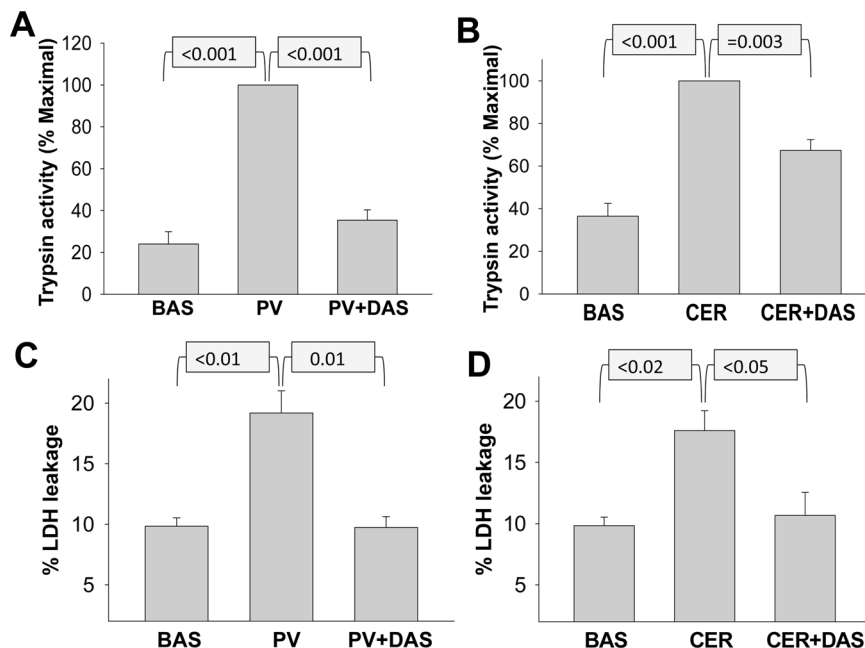 A
Trypsin activity (% Maximal)
120
100
80
60
40
20
0
<0.001
<0.001
BAS
PV
PV+DAS
B
Trypsin activity (% Maximal)
100
80
60
40
20
0
<0.001
=0.003
BAS
CER
CER+DAS
C
% LDH leakage
20
15
10
5
<0.01
0.01
BAS
PV
PV+DAS
D
% LDH leakage
20
15
10
5
<0.02
<0.05
BAS
CER
CER+DAS